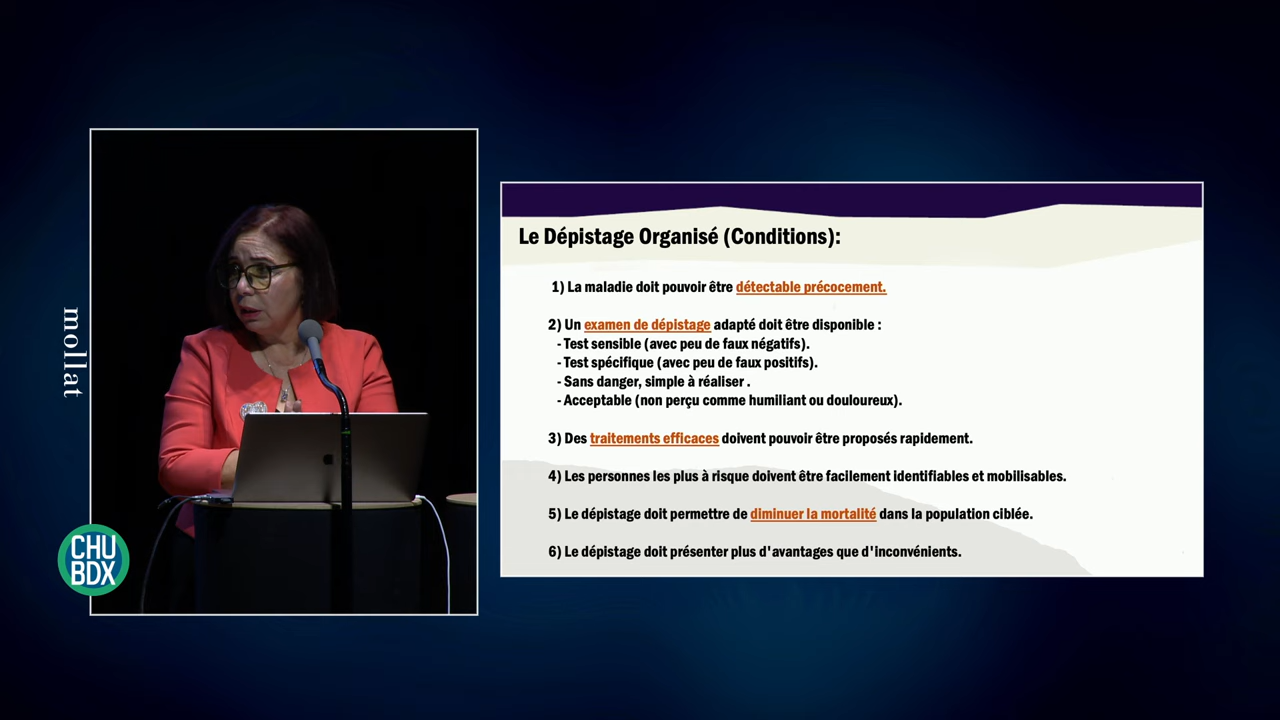 mollat
CHU
BDX
Le Dépistage Organisé (Conditions):
1) La maladie doit pouvoir être détectable précocement.
2) Un examen de dépistage adapté doit être disponible :
- Test sensible (avec peu de faux négatifs).
- Test spécifique (avec peu de faux positifs).
- Sans danger, simple à réaliser .
- Acceptable (non perçu comme humiliant ou douloureux).
3) Des traitements efficaces doivent pouvoir être proposés rapidement.
4) Les personnes les plus à risque doivent être facilement identifiables et mobilisables.
5) Le dépistage doit permettre de diminuer la mortalité dans la population ciblée.
6) Le dépistage doit présenter plus d'avantages que d'inconvénients.